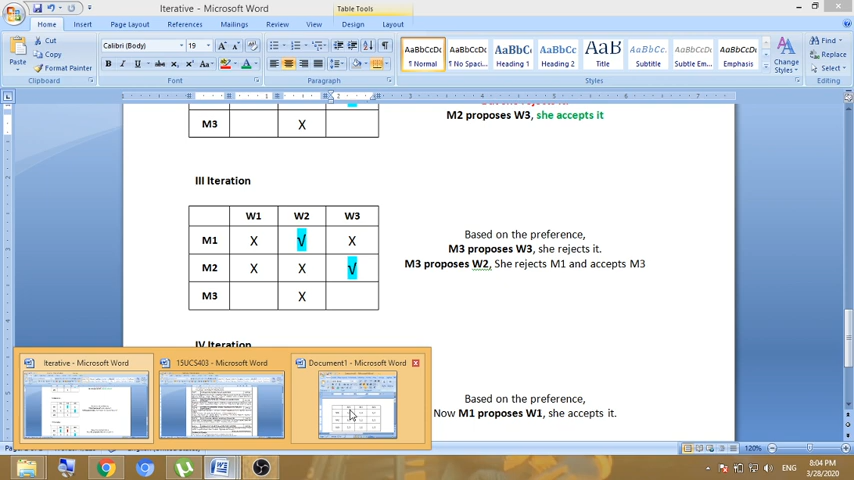 Iterative - Microsoft Word
Table Tools
Home Insert Page Layout References Mailings Review View Design Layout
Paste
Cut
Copy
Format Painter
Clipboard
Calibri (Body) 19
B I U
Font
Paragraph
AaBbCcDc
¶ Normal
AaBbCcDc
¶ No Spaci...
AaBbCc
Heading 1
AaBbCc
Heading 2
AaB
Title
AaBbCc
Subtitle
AaBbCcDc
Subtle Em...
AaBbCcDc
Emphasis
Styles
Change
Styles
Find
Replace
Select
Editing
M3 X
M2 proposes W3, she accepts it
III Iteration
W1 W2 W3
M1 X √ X
M2 X X √
M3 X
Based on the preference,
M3 proposes W3, she rejects it.
M3 proposes W2, She rejects M1 and accepts M3
IV Iteration
Iterative - Microsoft Word
15UCS403 - Microsoft Word
Document1 - Microsoft Word
Based on the preference,
Now M1 proposes W1, she accepts it.
120%
ENG
8:04 PM
3/28/2020